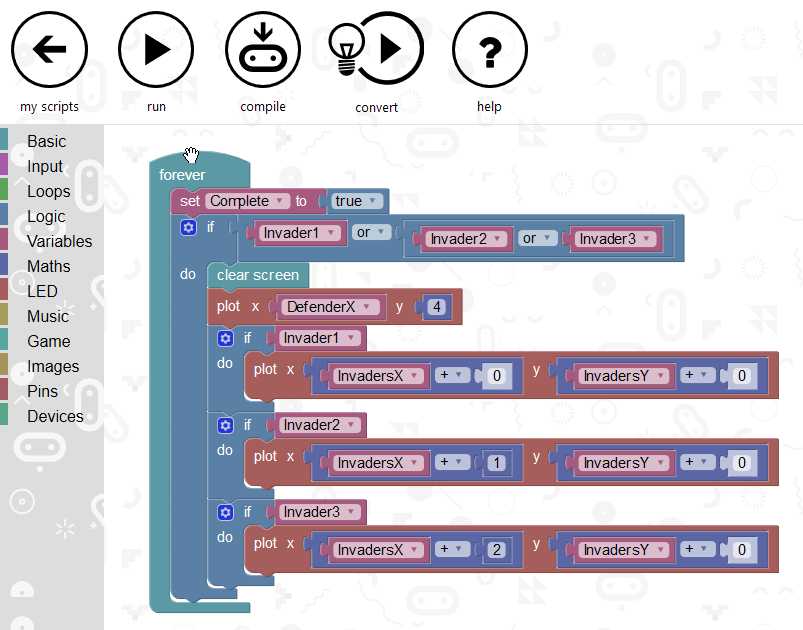 my scripts run compile convert help
Basic
Input
Loops
Logic
Variables
Maths
LED
Music
Game
Images
Pins
Devices
forever
set Complete to true
if Invader1 or Invader2 or Invader3
do clear screen
plot x DefenderX y 4
if Invader1
do plot x InvadersX + 0 y InvadersY + 0
if Invader2
do plot x InvadersX + 1 y InvadersY + 0
if Invader3
do plot x InvadersX + 2 y InvadersY + 0